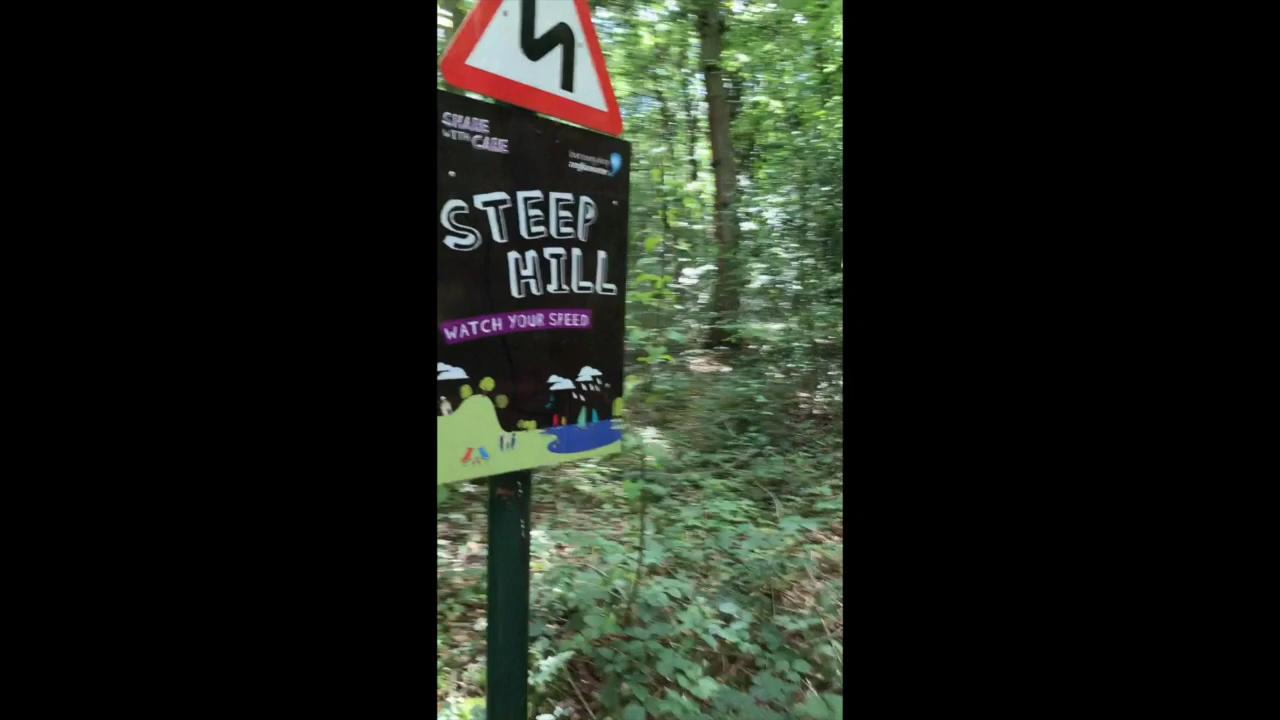 SHARE
WITH CARE
STEEP
HILL
WATCH YOUR SPEED